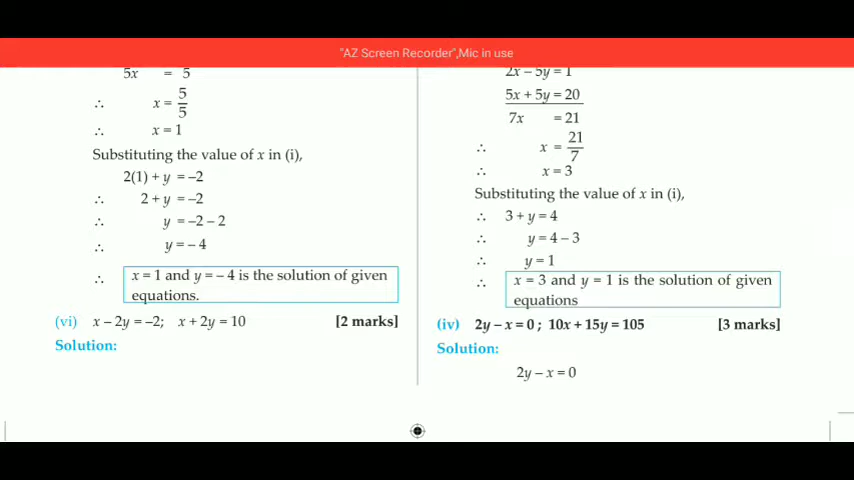 "AZ Screen Recorder",Mic in use
5x = 5
∴ x = 5/5
∴ x = 1
Substituting the value of x in (i),
2(1) + y = –2
∴ 2 + y = –2
∴ y = –2 – 2
∴ y = – 4
∴ x = 1 and y = – 4 is the solution of given
equations.
(vi) x – 2y = –2; x + 2y = 10 [2 marks]
Solution:
2x – 5y = 1
5x + 5y = 20
7x = 21
∴ x = 21/7
∴ x = 3
Substituting the value of x in (i),
∴ 3 + y = 4
∴ y = 4 – 3
∴ y = 1
∴ x = 3 and y = 1 is the solution of given
equations
(iv) 2y – x = 0 ; 10x + 15y = 105 [3 marks]
Solution:
2y – x = 0